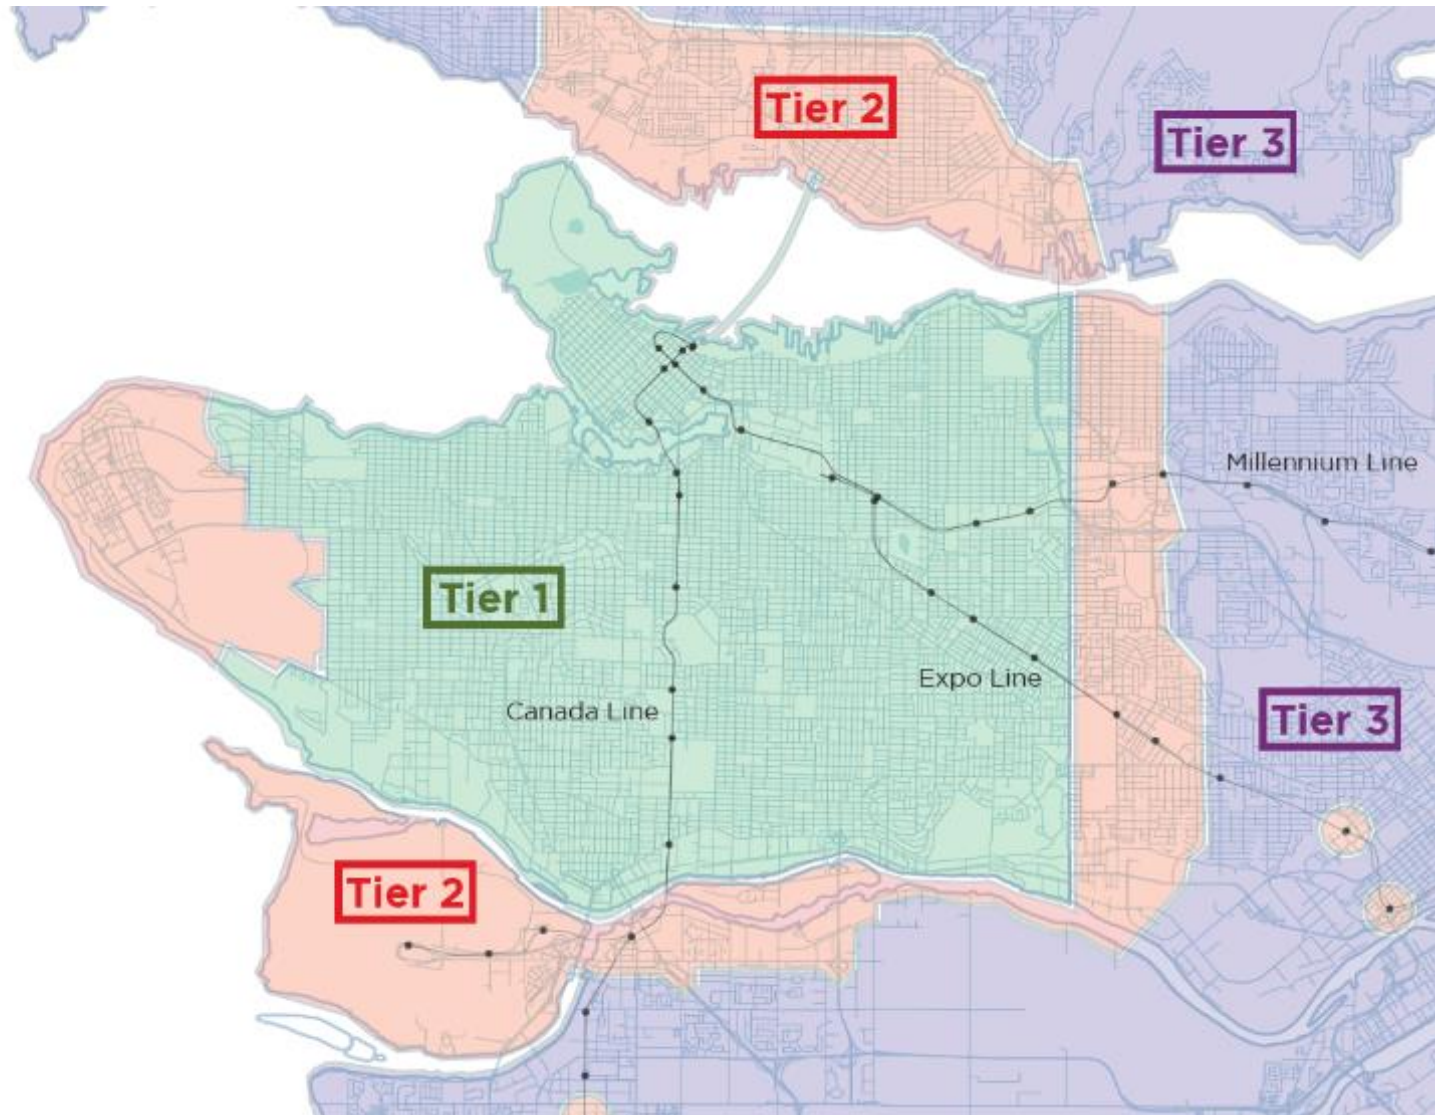 Tier 2
Tier 3
Millennium Line
Tier 1
Expo Line
Canada Line
Tier 3
Tier 2